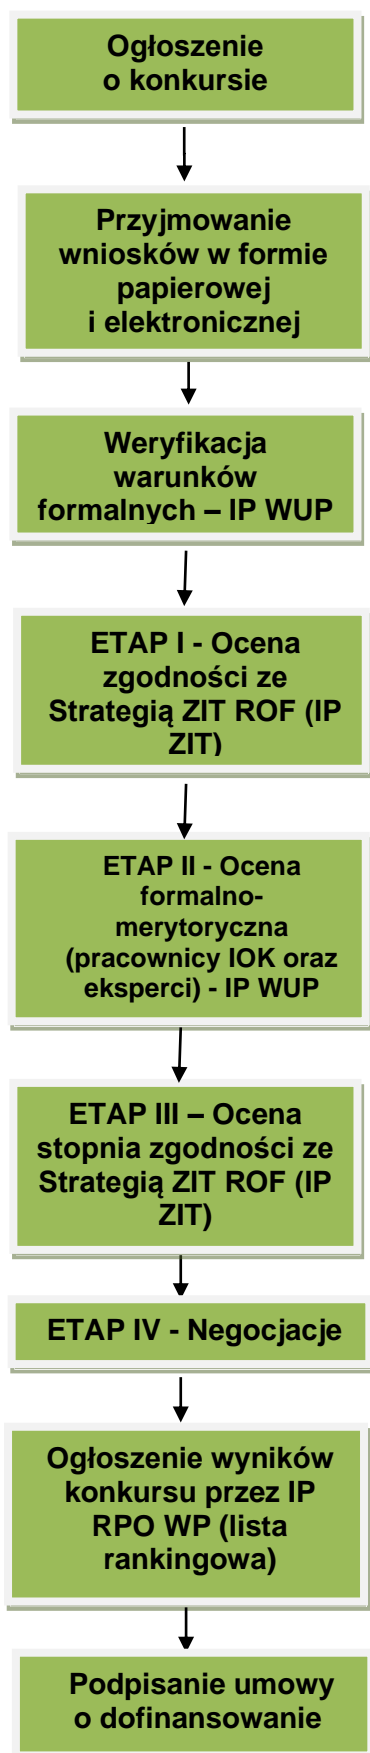 Ogłoszenie
o konkursie
Przyjmowanie
wniosków w formie
papierowej
i elektronicznej
Weryfikacja
warunków
formalnych – IP WUP
ETAP I - Ocena
zgodności ze
Strategią ZIT ROF (IP
ZIT)
ETAP II - Ocena
formalno-
merytoryczna
(pracownicy IOK oraz
eksperci) - IP WUP
ETAP III – Ocena
stopnia zgodności ze
Strategią ZIT ROF (IP
ZIT)
ETAP IV - Negocjacje
Ogłoszenie wyników
konkursu przez IP
RPO WP (lista
rankingowa)
Podpisanie umowy
o dofinansowanie